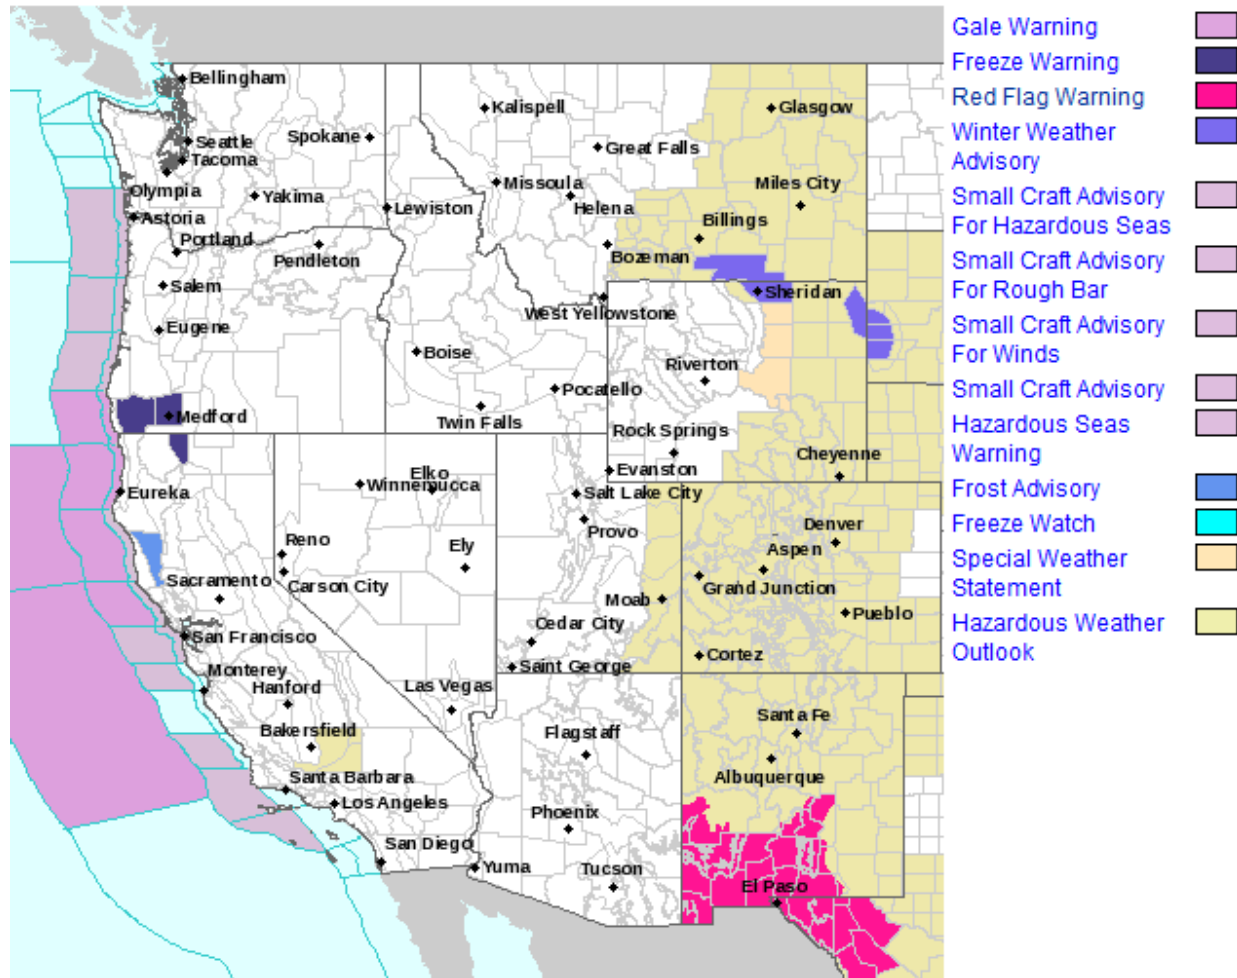 Bellingham
Seattle
Tacoma
Olympia
Astoria
Portland
Salem
Eugene
Medford
Spokane
Yakima
Pendleton
Lewiston
Kalispell
Great Falls
Missoula
Helena
Bozeman
Glasgow
Miles City
Billings
Sheridan
West Yellowstone
Boise
Pocatello
Twin Falls
Riverton
Rock Springs
Evanston
Cheyenne
Eureka
Winnemucca
Elko
Salt Lake City
Provo
Reno
Carson City
Ely
Sacramento
San Francisco
Monterey
Hanford
Bakersfield
Las Vegas
Santa Barbara
Los Angeles
San Diego
Yuma
Cedar City
Saint George
Moab
Denver
Aspen
Grand Junction
Pueblo
Cortez
Flagstaff
Phoenix
Tucson
Santa Fe
Albuquerque
El Paso
Gale Warning
Freeze Warning
Red Flag Warning
Winter Weather
Advisory
Small Craft Advisory
For Hazardous Seas
Small Craft Advisory
For Rough Bar
Small Craft Advisory
For Winds
Small Craft Advisory
Hazardous Seas
Warning
Frost Advisory
Freeze Watch
Special Weather
Statement
Hazardous Weather
Outlook